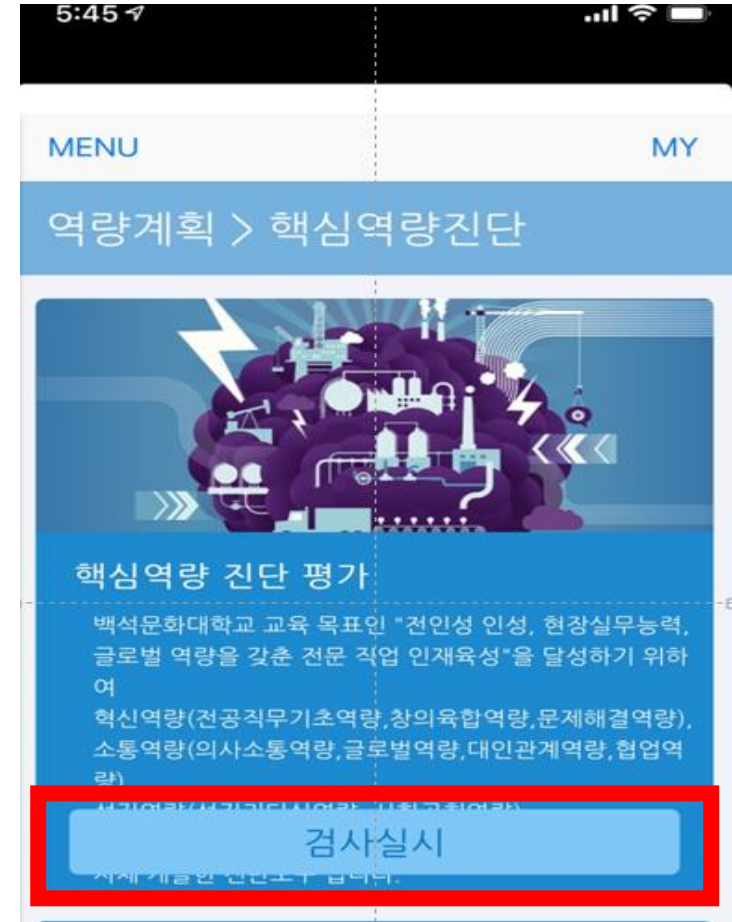 5:45
MENU
MY
역량계획 > 핵심역량진단
핵심역량 진단 평가
백석문화대학교 교육 목표인 "전인성 인성, 현장실무능력,
글로벌 역량을 갖춘 전문 직업 인재육성"을 달성하기 위하
여
혁신역량(전공직무기초역량,창의육합역량,문제해결역량),
소통역량(의사소통역량,글로벌역량,대인관계역량,협업역
량)
검사실시